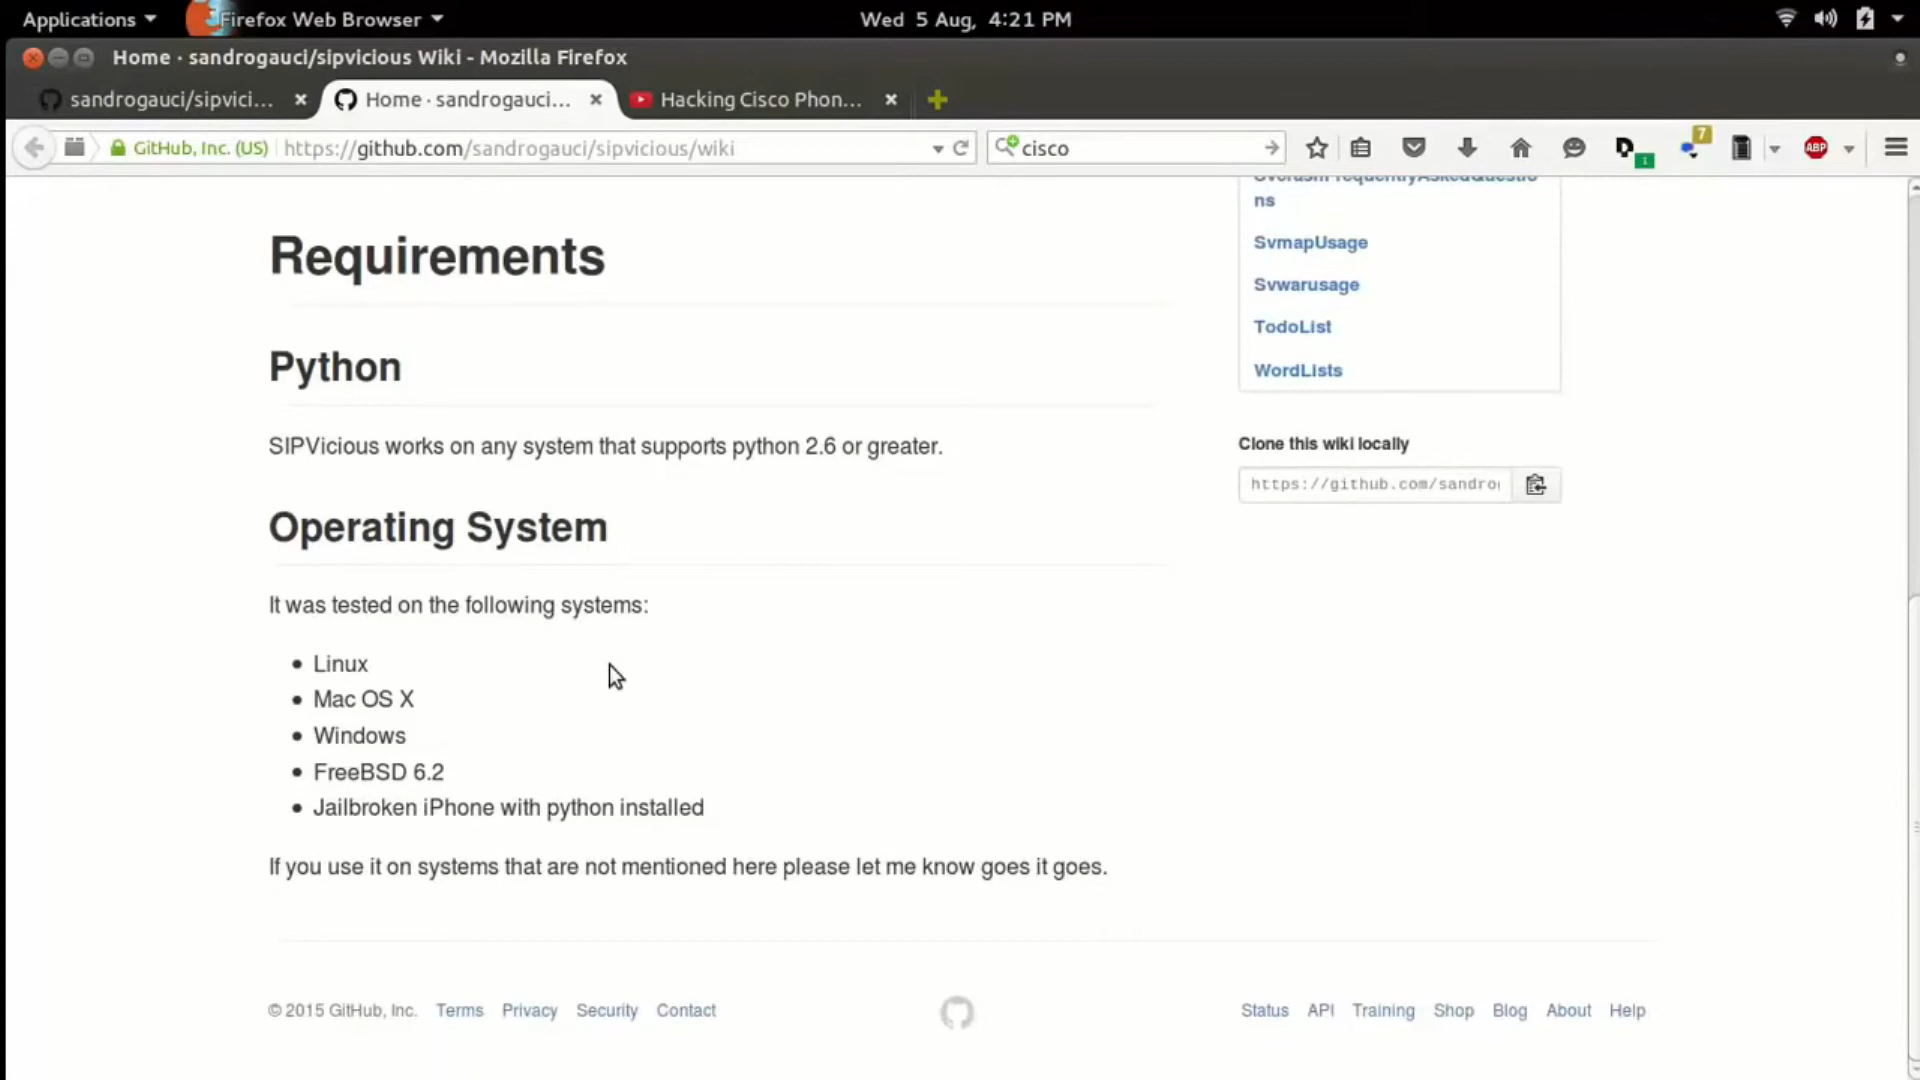 Applications
Firefox Web Browser
Wed 5 Aug, 4:21 PM
Home · sandrogauci/sipvicious Wiki - Mozilla Firefox
sandrogauci/sipvici...
Home · sandrogauci...
Hacking Cisco Phon...
GitHub, Inc. (US)
https://github.com/sandrogauci/sipvicious/wiki
cisco
D
1
7
ABP
ns
SvmapUsage
Svwarusage
TodoList
WordLists
Clone this wiki locally
https://github.com/sandro
Requirements
Python
SIPVicious works on any system that supports python 2.6 or greater.
Operating System
It was tested on the following systems:
Linux
Mac OS X
Windows
FreeBSD 6.2
Jailbroken iPhone with python installed
If you use it on systems that are not mentioned here please let me know goes it goes.
© 2015 GitHub, Inc. Terms Privacy Security Contact
Status API Training Shop Blog About Help